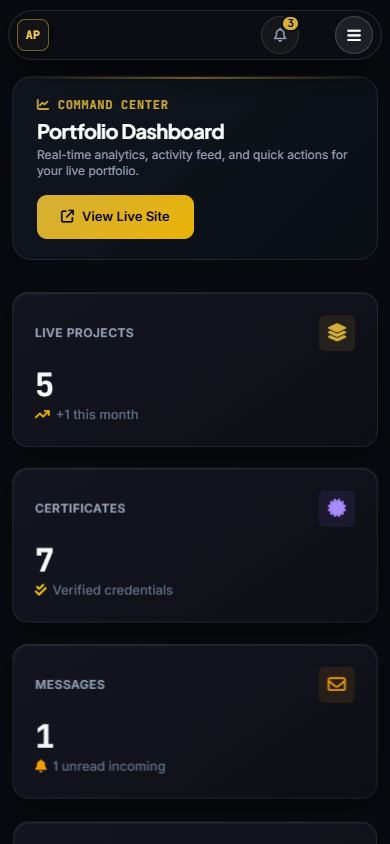 AP
3
COMMAND CENTER
Portfolio Dashboard
Real-time analytics, activity feed, and quick actions for
your live portfolio.
View Live Site
LIVE PROJECTS
5
+1 this month
CERTIFICATES
7
Verified credentials
MESSAGES
1
1 unread incoming